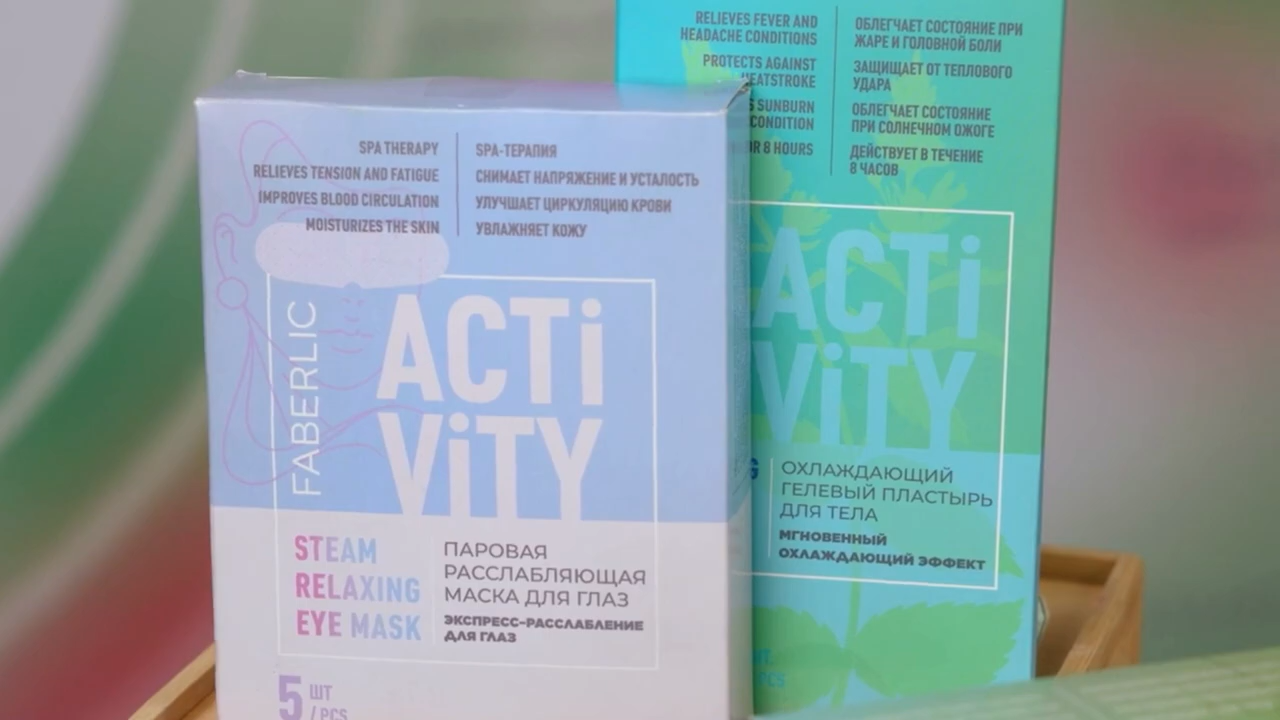 SPA THERAPY
RELIEVES TENSION AND FATIGUE
IMPROVES BLOOD CIRCULATION
MOISTURIZES THE SKIN
SPA-ТЕРАПИЯ
СНИМАЕТ НАПРЯЖЕНИЕ И УСТАЛОСТЬ
УЛУЧШАЕТ ЦИРКУЛЯЦИЮ КРОВИ
УВЛАЖНЯЕТ КОЖУ
FABERLIC
ACTi
ViTY
STEAM
RELAXING
EYE MASK
ПАРОВАЯ
РАССЛАБЛЯЮЩАЯ
МАСКА ДЛЯ ГЛАЗ
ЭКСПРЕСС-РАССЛАБЛЕНИЕ
ДЛЯ ГЛАЗ
5 ШТ
/ PCS
RELIEVES FEVER AND
HEADACHE CONDITIONS
PROTECTS AGAINST
HEATSTROKE
SUNBURN
CONDITION
8 HOURS
ОБЛЕГЧАЕТ СОСТОЯНИЕ ПРИ
ЖАРЕ И ГОЛОВНОЙ БОЛИ
ЗАЩИЩАЕТ ОТ ТЕПЛОВОГО
УДАРА
ОБЛЕГЧАЕТ СОСТОЯНИЕ
ПРИ СОЛНЕЧНОМ ОЖОГЕ
ДЕЙСТВУЕТ В ТЕЧЕНИЕ
8 ЧАСОВ
ACTi
ViTY
ОХЛАЖДАЮЩИЙ
ГЕЛЕВЫЙ ПЛАСТЫРЬ
ДЛЯ ТЕЛА
МГНОВЕННЫЙ
ОХЛАЖДАЮЩИЙ ЭФФЕКТ
PCS